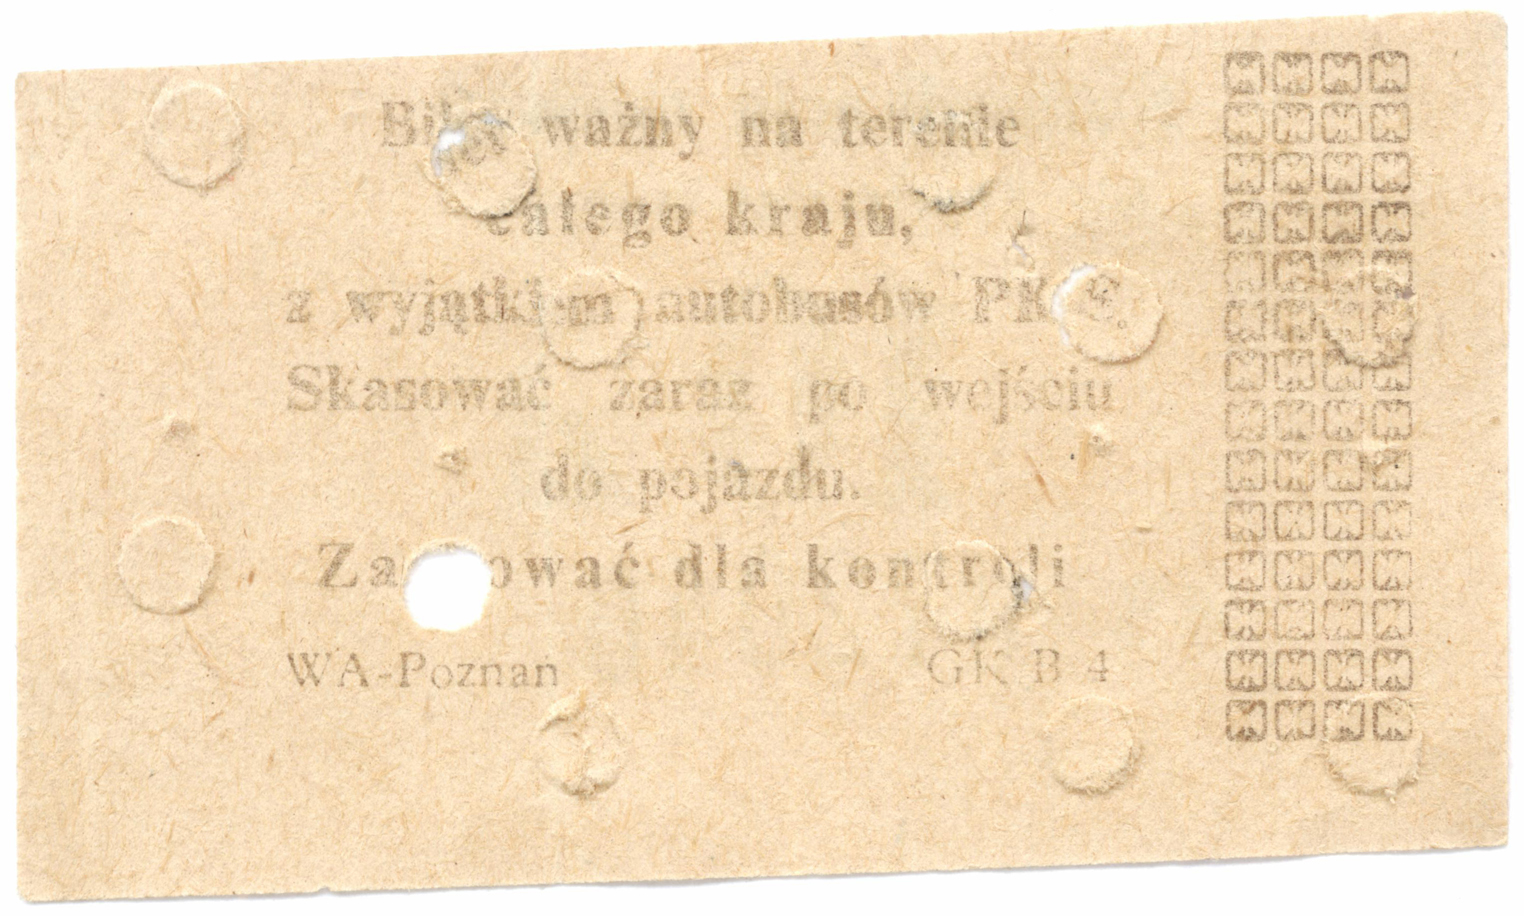 Bilet ważny na terenie
całego kraju,
z wyjątkiem autobusów PKS.
Skasować zaraz po wejściu
do pojazdu.
Zachować dla kontroli
WA-Poznań GK B 4